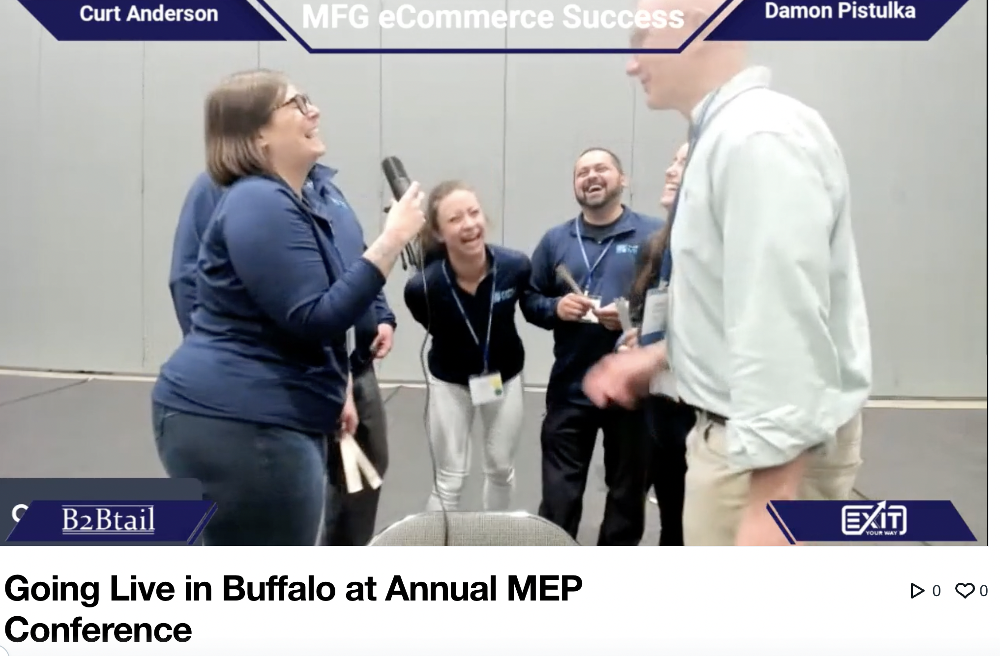 Curt Anderson
MFG eCommerce Success
Damon Pistulka
B2Btail
EXIT
YOUR WAY
Going Live in Buffalo at Annual MEP
Conference
0
0